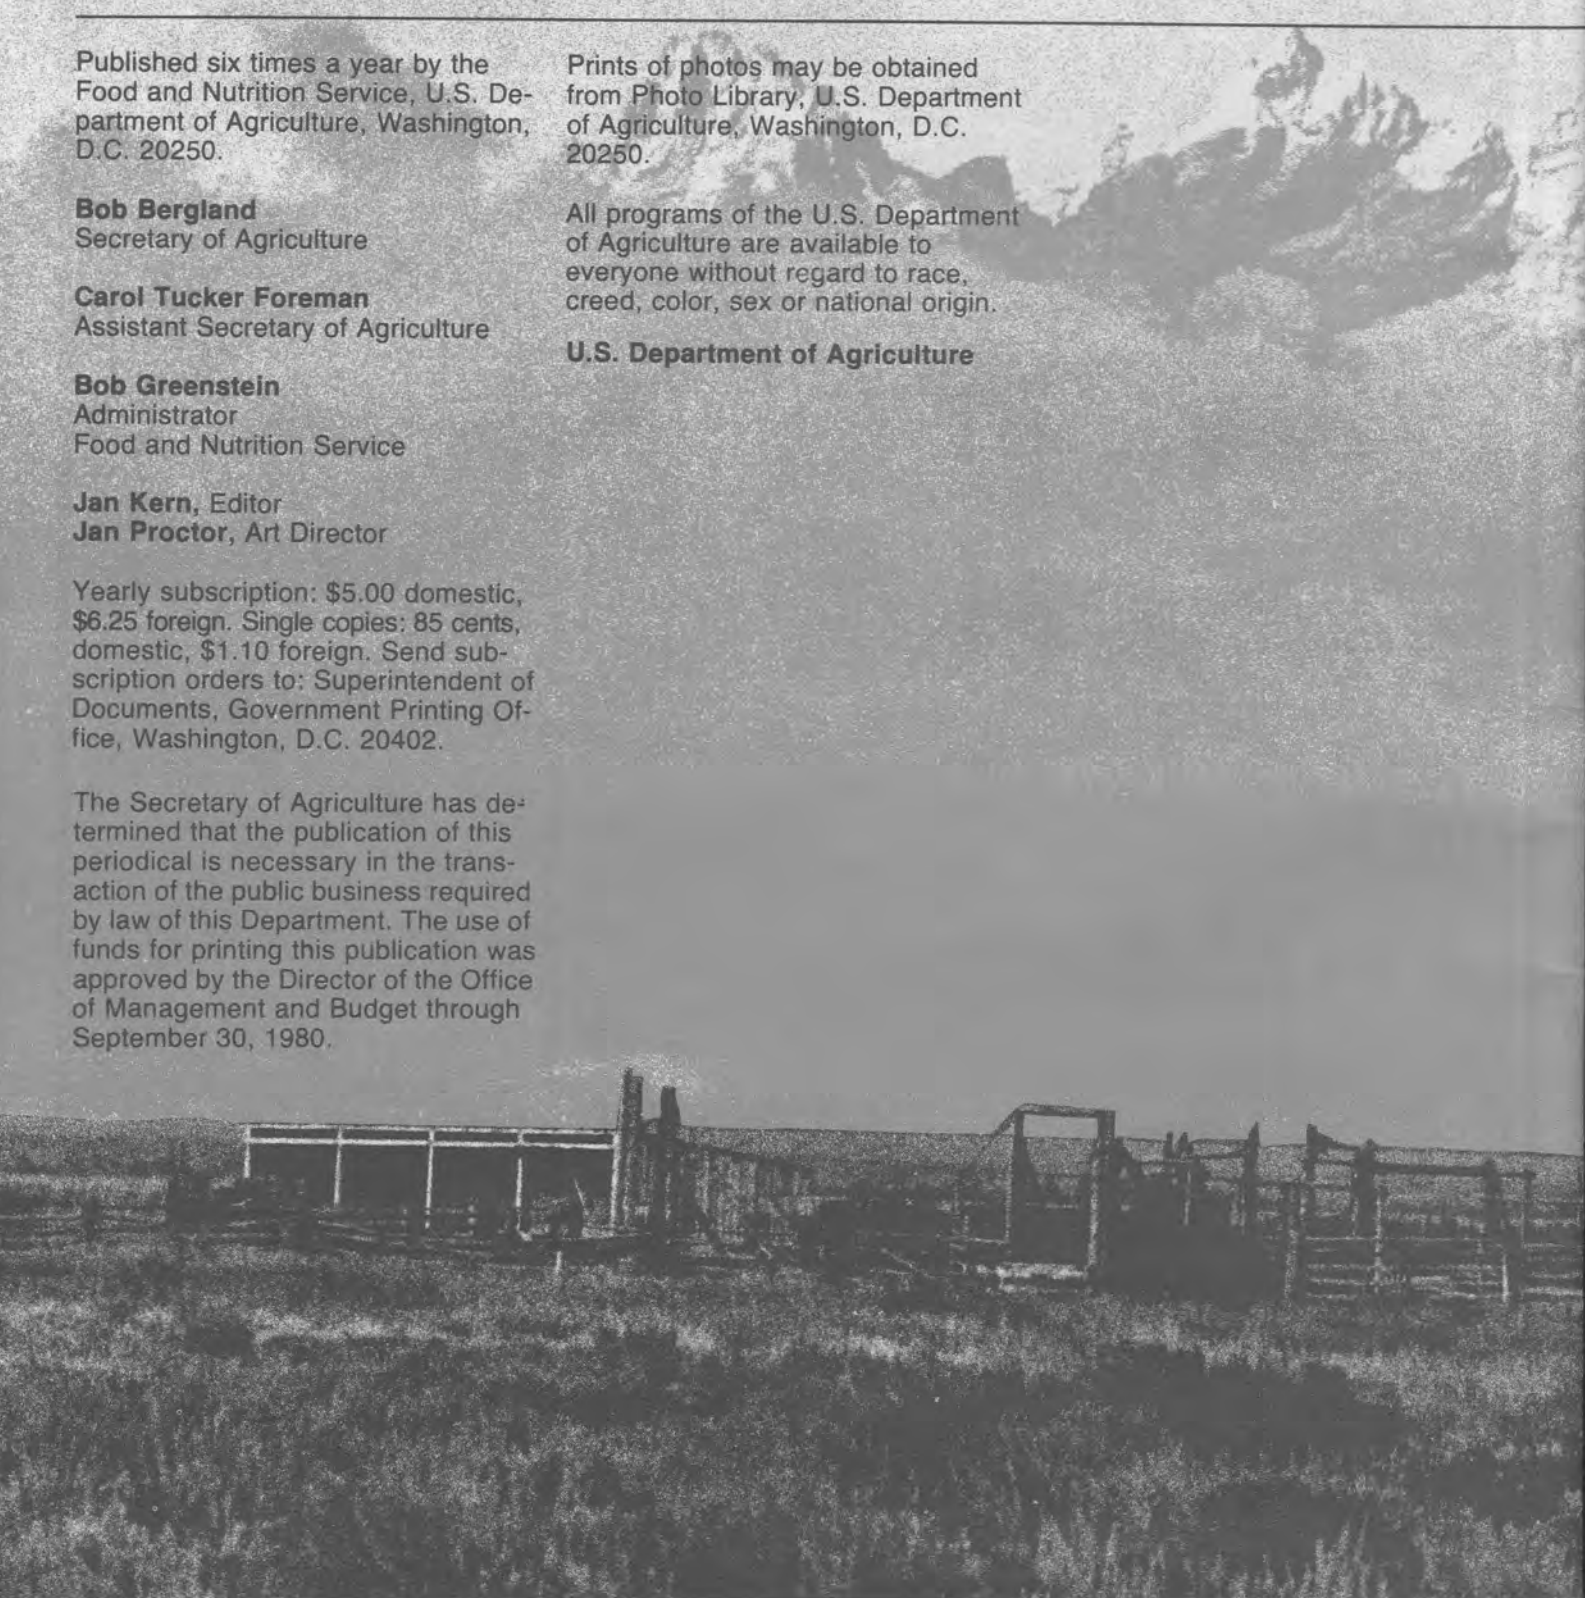 Published six times a year by the
Food and Nutrition Service, U.S. De-
partment of Agriculture, Washington,
D.C. 20250.
Bob Bergland
Secretary of Agriculture
Carol Tucker Foreman
Assistant Secretary of Agriculture
Bob Greenstein
Administrator
Food and Nutrition Service
Jan Kern, Editor
Jan Proctor, Art Director
Yearly subscription: $5.00 domestic,
$6.25 foreign. Single copies: 85 cents,
domestic, $1.10 foreign. Send sub-
scription orders to: Superintendent of
Documents, Government Printing Of-
fice, Washington, D.C. 20402.
The Secretary of Agriculture has de-
termined that the publication of this
periodical is necessary in the trans-
action of the public business required
by law of this Department. The use of
funds for printing this publication was
approved by the Director of the Office
of Management and Budget through
September 30, 1980.
Prints of photos may be obtained
from Photo Library, U.S. Department
of Agriculture, Washington, D.C.
20250.
All programs of the U.S. Department
of Agriculture are available to
everyone without regard to race,
creed, color, sex or national origin.
U.S. Department of Agriculture